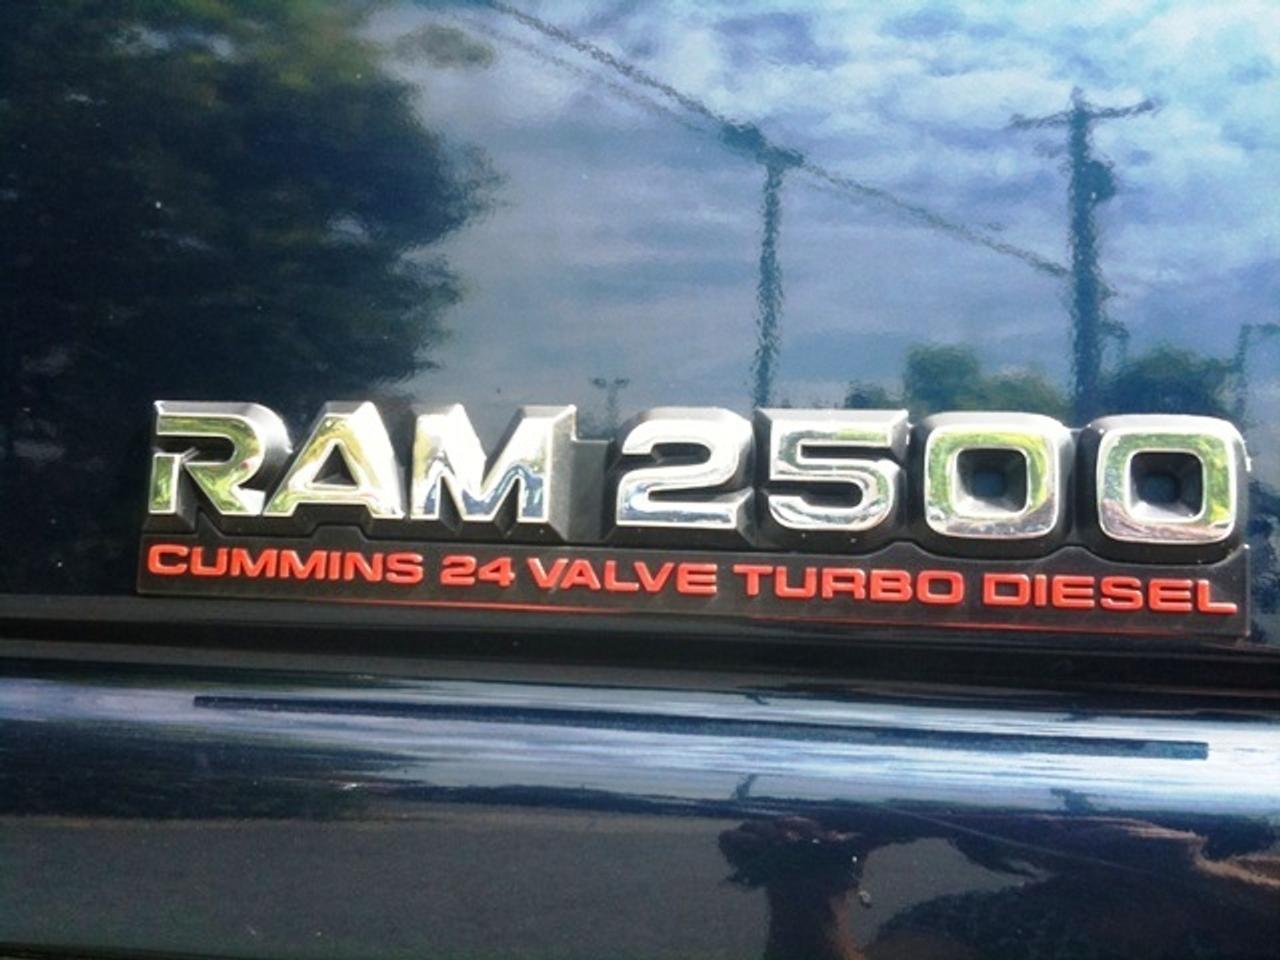 RAM 2500
CUMMINS 24 VALVE TURBO DIESEL